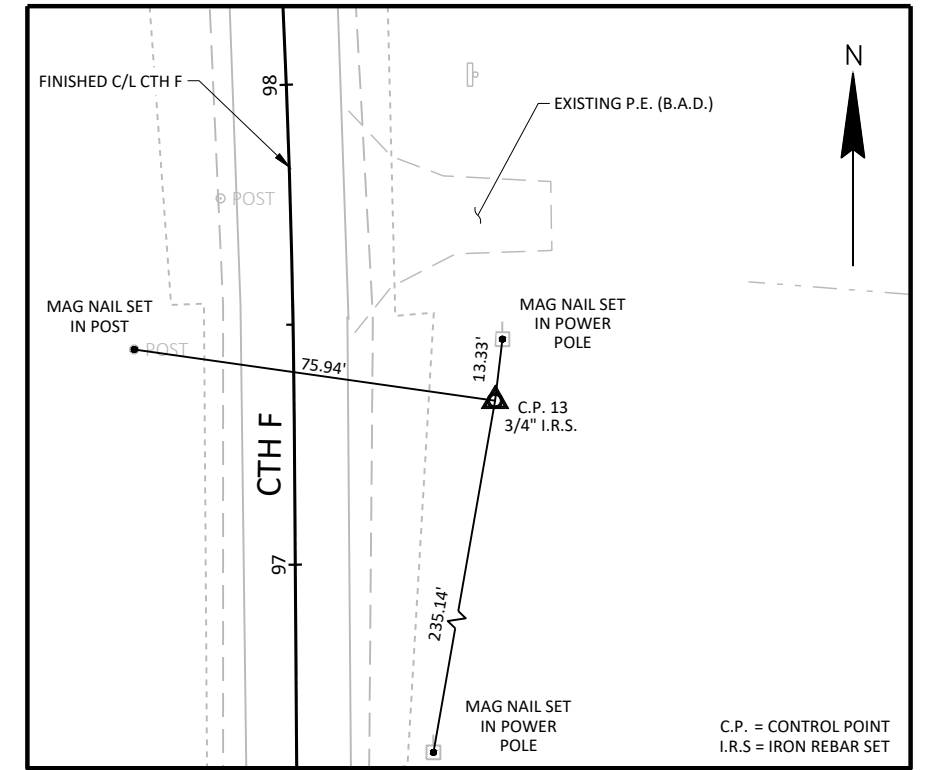 98
FINISHED C/L CTH F
EXISTING P.E. (B.A.D.)
N
POST
MAG NAIL SET
IN POST
POST
75.94'
MAG NAIL SET
IN POWER
POLE
13.33'
C.P. 13
3/4" I.R.S.
CTH F
97
235.14'
MAG NAIL SET
IN POWER
POLE
C.P. = CONTROL POINT
I.R.S = IRON REBAR SET